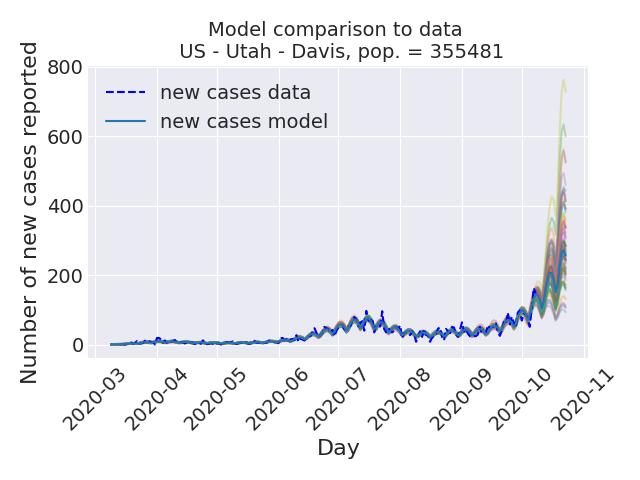 Model comparison to data
US - Utah - Davis, pop. = 355481
Number of new cases reported
800
600
400
200
0
new cases data
new cases model
2020-03
2020-04
2020-05
2020-06
2020-07
2020-08
2020-09
2020-10
2020-11
Day